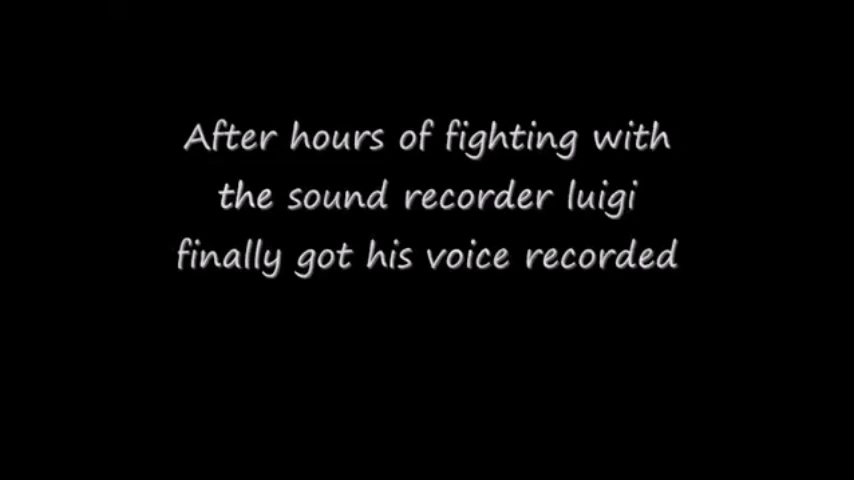 After hours of fighting with
the sound recorder luigi
finally got his voice recorded